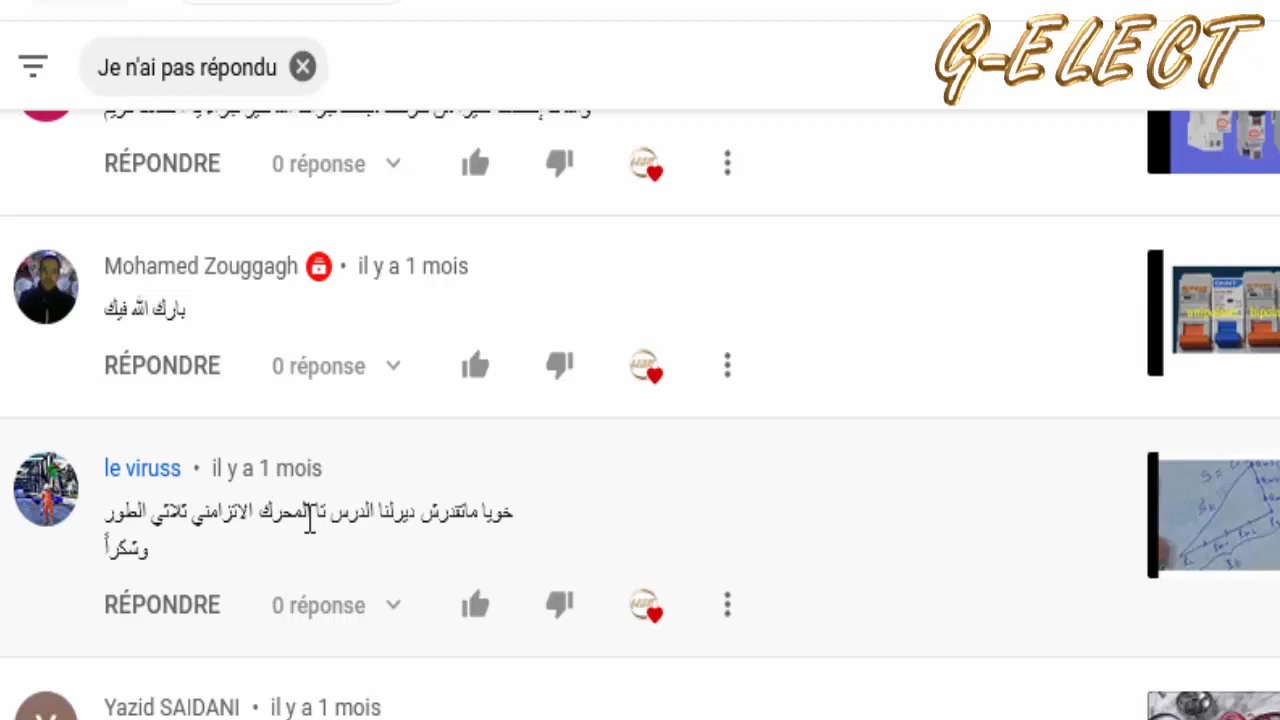 G-ELECT
Je n'ai pas répondu
RÉPONDRE 0 réponse
Mohamed Zouggagh • il y a 1 mois
بارك الله فيك
RÉPONDRE 0 réponse
le viruss • il y a 1 mois
خويا ماتقدرش ديرلنا الدرس تا المحرك الاتزامني ثلاثي الطور
وشكراً
RÉPONDRE 0 réponse
Yazid SAIDANI • il y a 1 mois